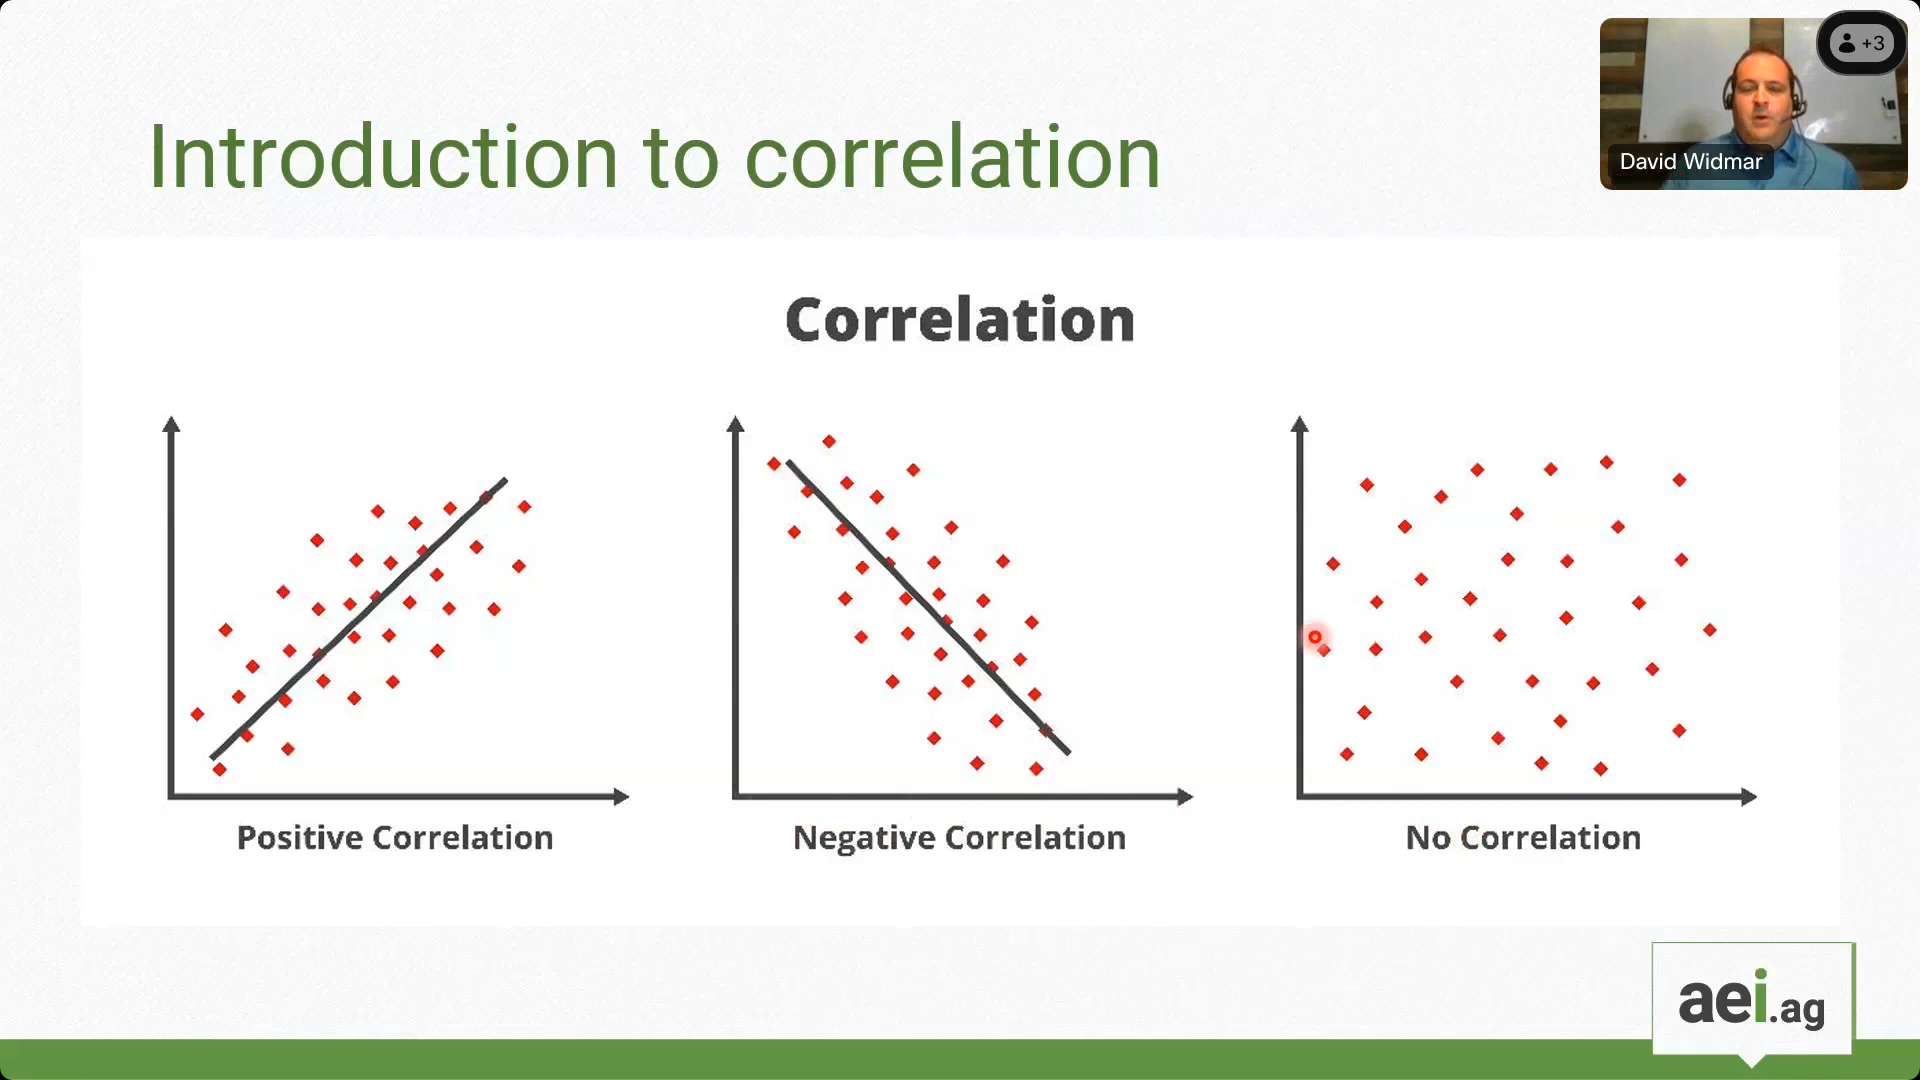 +3
David Widmar
Introduction to correlation
Correlation
Positive Correlation
Negative Correlation
No Correlation
aei.ag